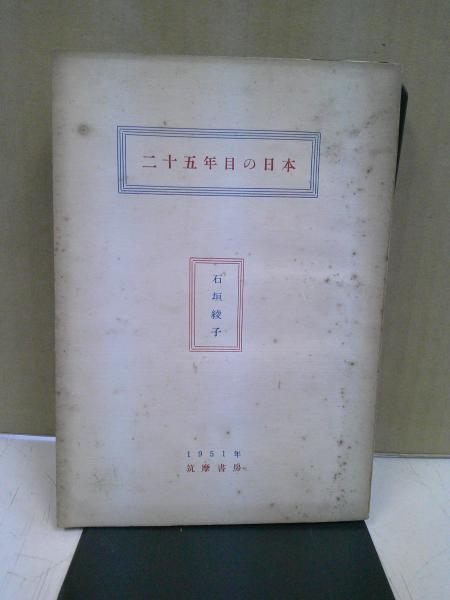 二十五年目の日本
石垣綾子
1951年
筑摩書房